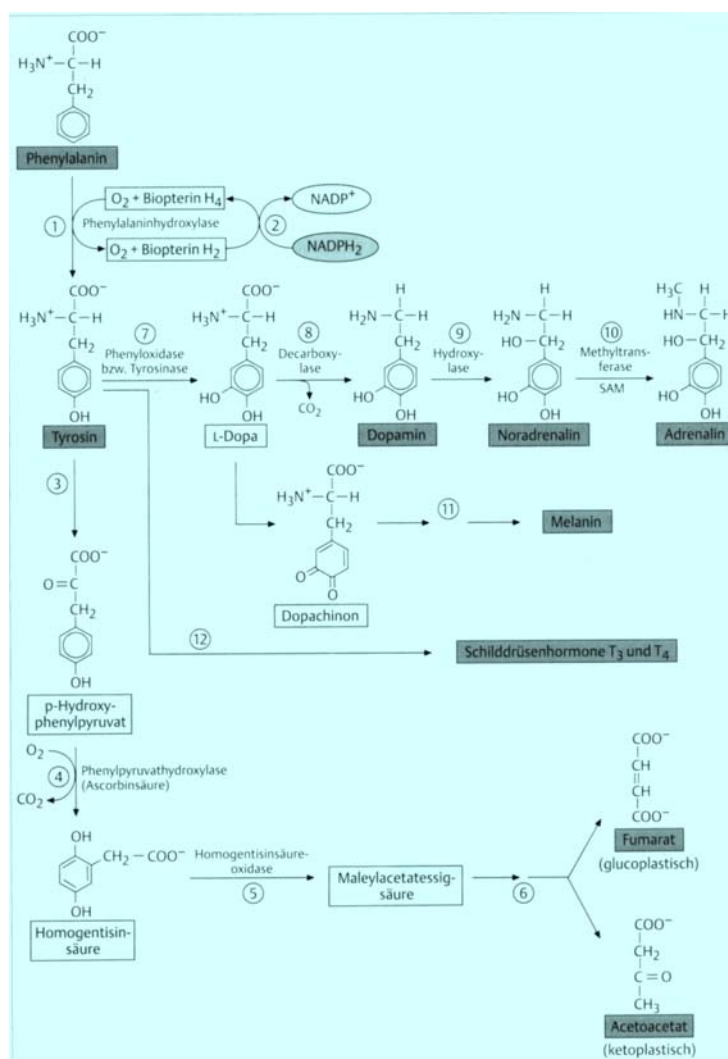 COO⁻
H₃N⁺–C–H
CH₂
Phenylalanin
①
O₂ + Biopterin H₄
Phenylalaninhydroxylase
O₂ + Biopterin H₂
②
NADP⁺
NADPH₂
COO⁻
H₃N⁺–C–H
CH₂
OH
Tyrosin
⑦
Phenyloxidase
bzw. Tyrosinase
COO⁻
H₃N⁺–C–H
CH₂
HO
OH
L-Dopa
⑧
Decarboxy-
lase
CO₂
H
H₂N–C–H
CH₂
HO
OH
Dopamin
⑨
Hydroxy-
lase
H
H₂N–C–H
HO–CH
HO
OH
Noradrenalin
⑩
Methyltrans-
ferase
SAM
H₃C H
HN–C–H
HO–CH₂
HO
OH
Adrenalin
③
COO⁻
H₃N⁺–C–H
CH₂
O
O
Dopachinon
⑪
Melanin
⑫
Schilddrüsenhormone T₃ und T₄
COO⁻
O=C
CH₂
OH
p-Hydroxy-
phenylpyruvat
O₂
④
CO₂
Phenylpyruvathydroxylase
(Ascorbinsäure)
OH
CH₂–COO⁻
OH
Homogentisin-
säure
Homogentisinsäure-
oxidase
⑤
Maleylacetatessig-
säure
⑥
COO⁻
CH
CH
COO⁻
Fumarat
(glucoplastisch)
COO⁻
CH₂
C=O
CH₃
Acetoacetat
(ketoplastisch)